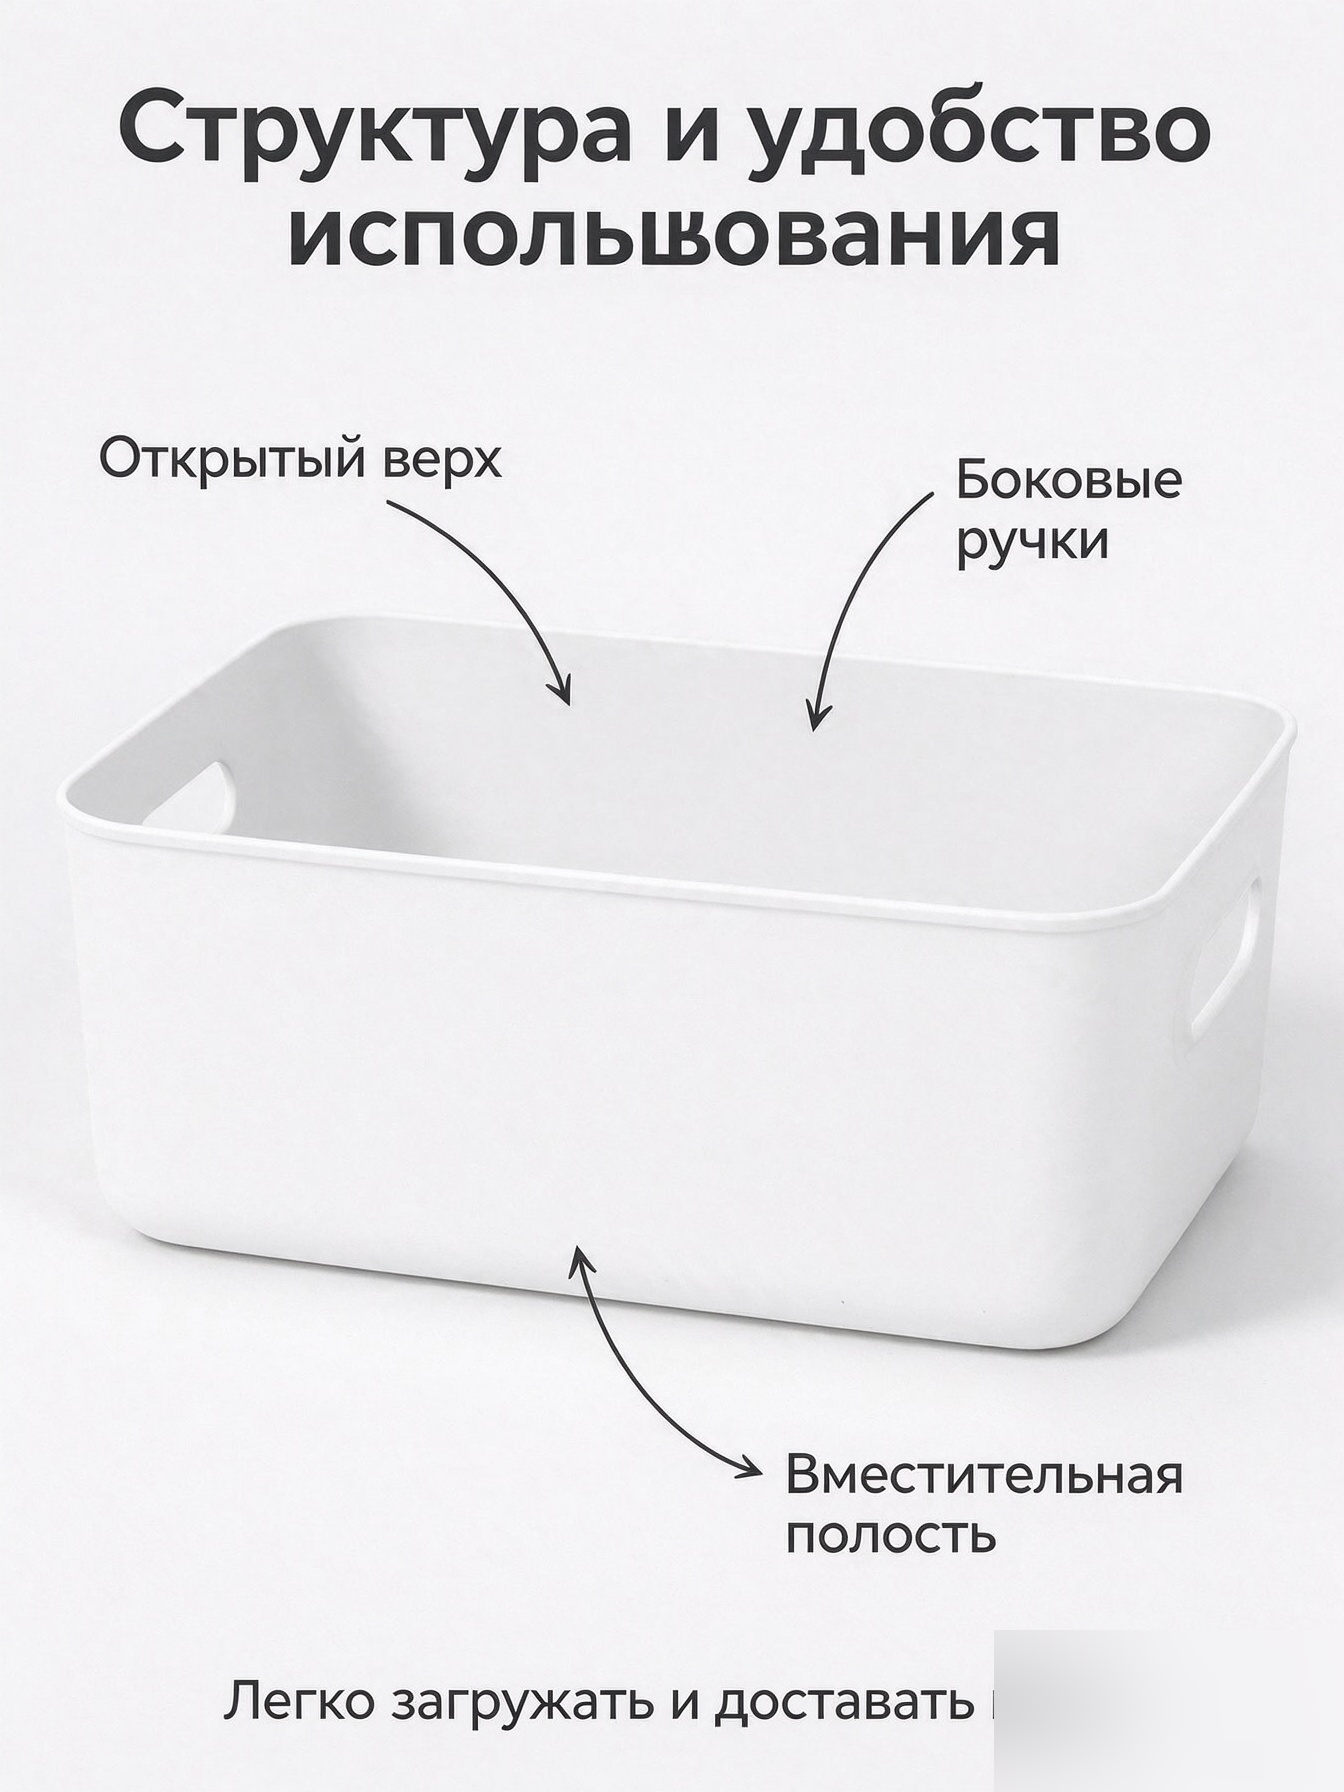 Структура и удобство
Открытый верх
Боковые
ручки
Вместительная
полость
Легко загружать и доставать